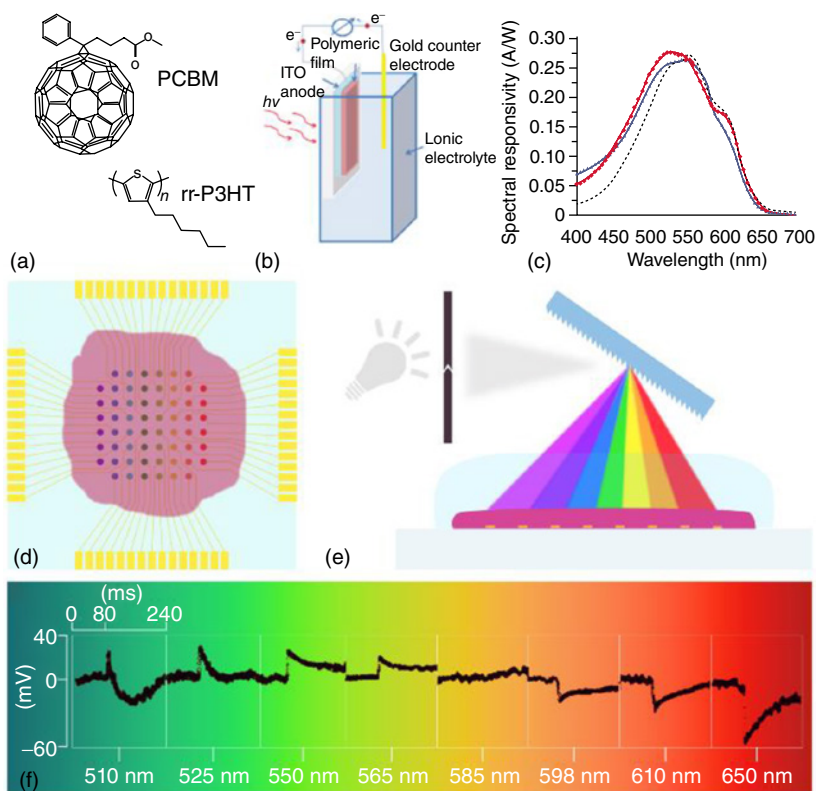 PCBM
O
O
S
n
rr-P3HT
(a)
e⁻
e⁻
Polymeric
film
ITO
anode
Gold counter
electrode
hν
Lonic
electrolyte
(b)
Spectral responsivity (A/W)
0.30
0.25
0.20
0.15
0.10
0.05
0
400 450 500 550 600 650 700
Wavelength (nm)
(c)
(d)
(e)
(ms)
0 80 240
40
0
−60
(mV)
510 nm 525 nm 550 nm 565 nm 585 nm 598 nm 610 nm 650 nm
(f)